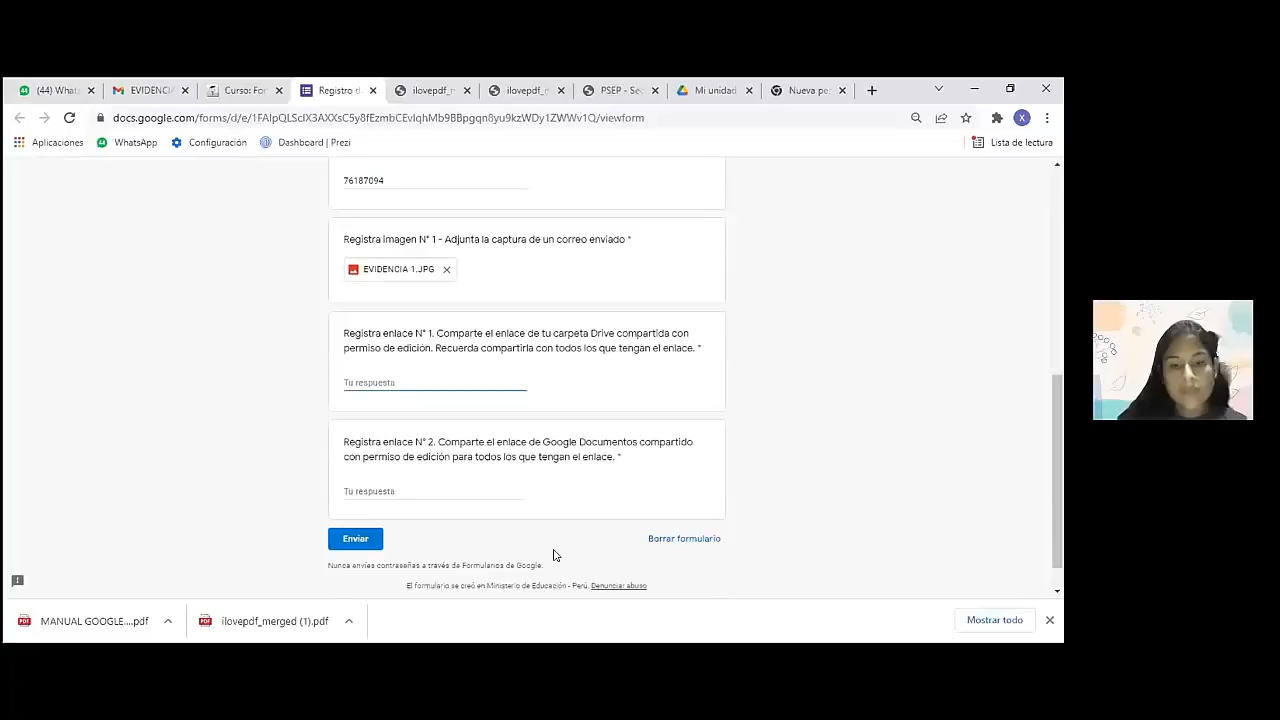 (44) Whats
EVIDENCI
Curso: For
Registro d
ilovepdf_m
ilovepdf_m
PSEP - Sec
Mi unidad
Nueva pe
docs.google.com/forms/d/e/1FAIpQLSclX3AXXsC5y8fEzmbCEvlqhMb9BBpgqn8yu9kzWDy1ZWWv1Q/viewform
X
Aplicaciones
WhatsApp
Configuración
Dashboard | Prezi
Lista de lectura
76187094
Registra imagen N° 1 - Adjunta la captura de un correo enviado *
EVIDENCIA 1.JPG
Registra enlace N° 1. Comparte el enlace de tu carpeta Drive compartida con
permiso de edición. Recuerda compartirla con todos los que tengan el enlace. *
Tu respuesta
Registra enlace N° 2. Comparte el enlace de Google Documentos compartido
con permiso de edición para todos los que tengan el enlace. *
Tu respuesta
Enviar
Borrar formulario
Nunca envíes contraseñas a través de Formularios de Google.
El formulario se creó en Ministerio de Educación - Perú. Denunciar abuso
MANUAL GOOGLE....pdf
ilovepdf_merged (1).pdf
Mostrar todo